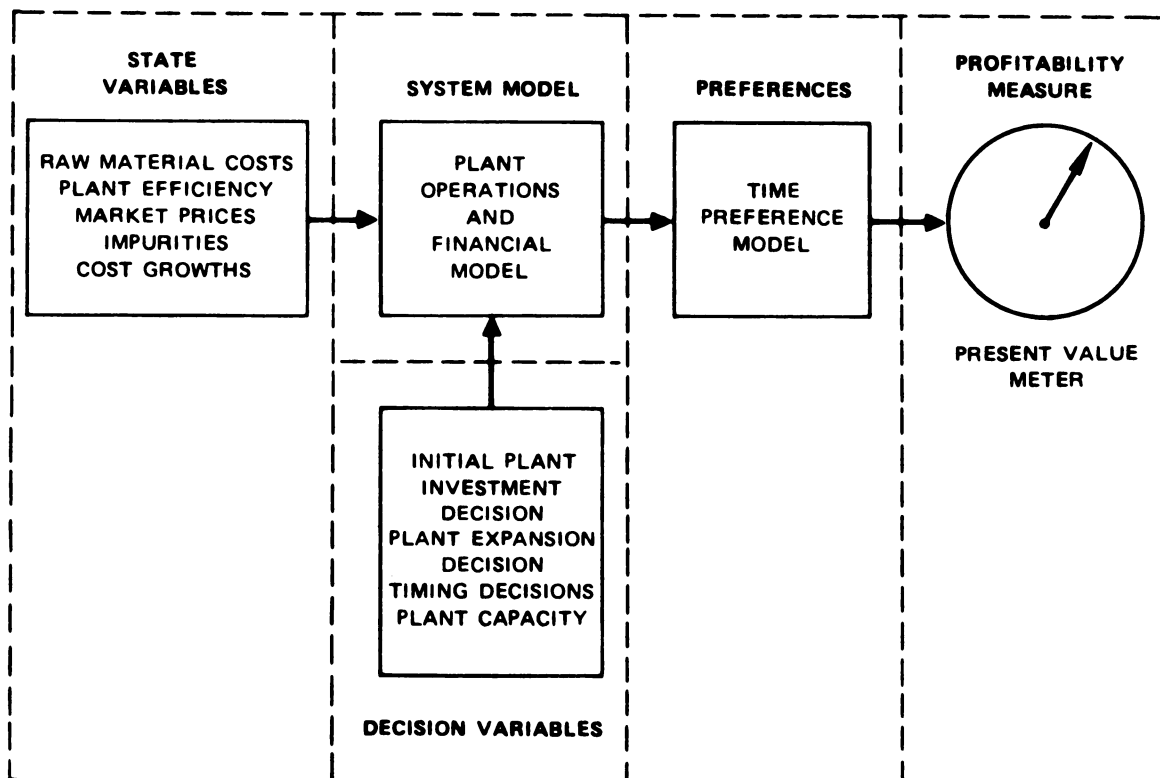 STATE
VARIABLES
RAW MATERIAL COSTS
PLANT EFFICIENCY
MARKET PRICES
IMPURITIES
COST GROWTHS
SYSTEM MODEL
PLANT
OPERATIONS
AND
FINANCIAL
MODEL
INITIAL PLANT
INVESTMENT
DECISION
PLANT EXPANSION
DECISION
TIMING DECISIONS
PLANT CAPACITY
DECISION VARIABLES
PREFERENCES
TIME
PREFERENCE
MODEL
PROFITABILITY
MEASURE
PRESENT VALUE
METER